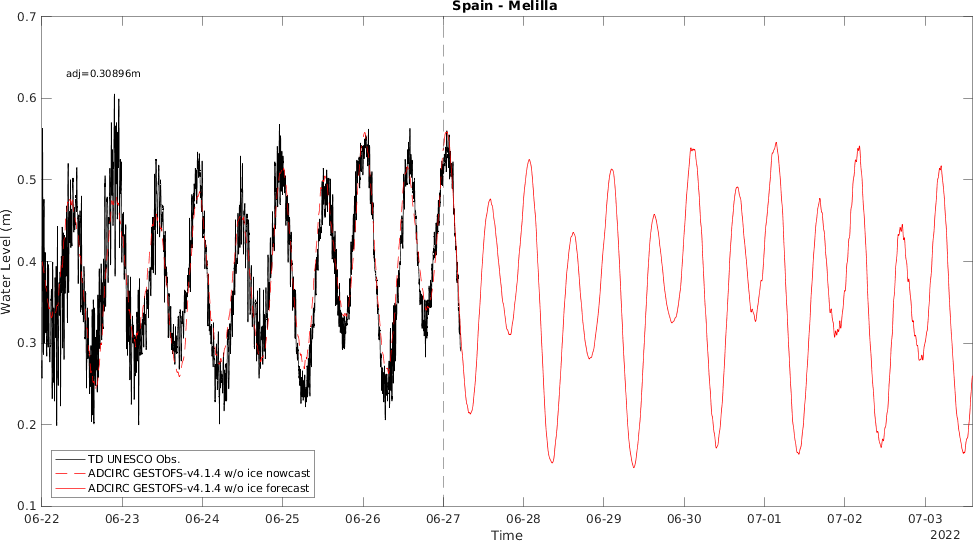 Spain - Melilla
0.7
adj=0.30896m
0.6
0.5
0.4
0.3
0.2
0.1
Water Level (m)
TD UNESCO Obs.
ADCIRC GESTOFS-v4.1.4 w/o ice nowcast
ADCIRC GESTOFS-v4.1.4 w/o ice forecast
06-22 06-23 06-24 06-25 06-26 06-27 06-28 06-29 06-30 07-01 07-02 07-03
Time
2022